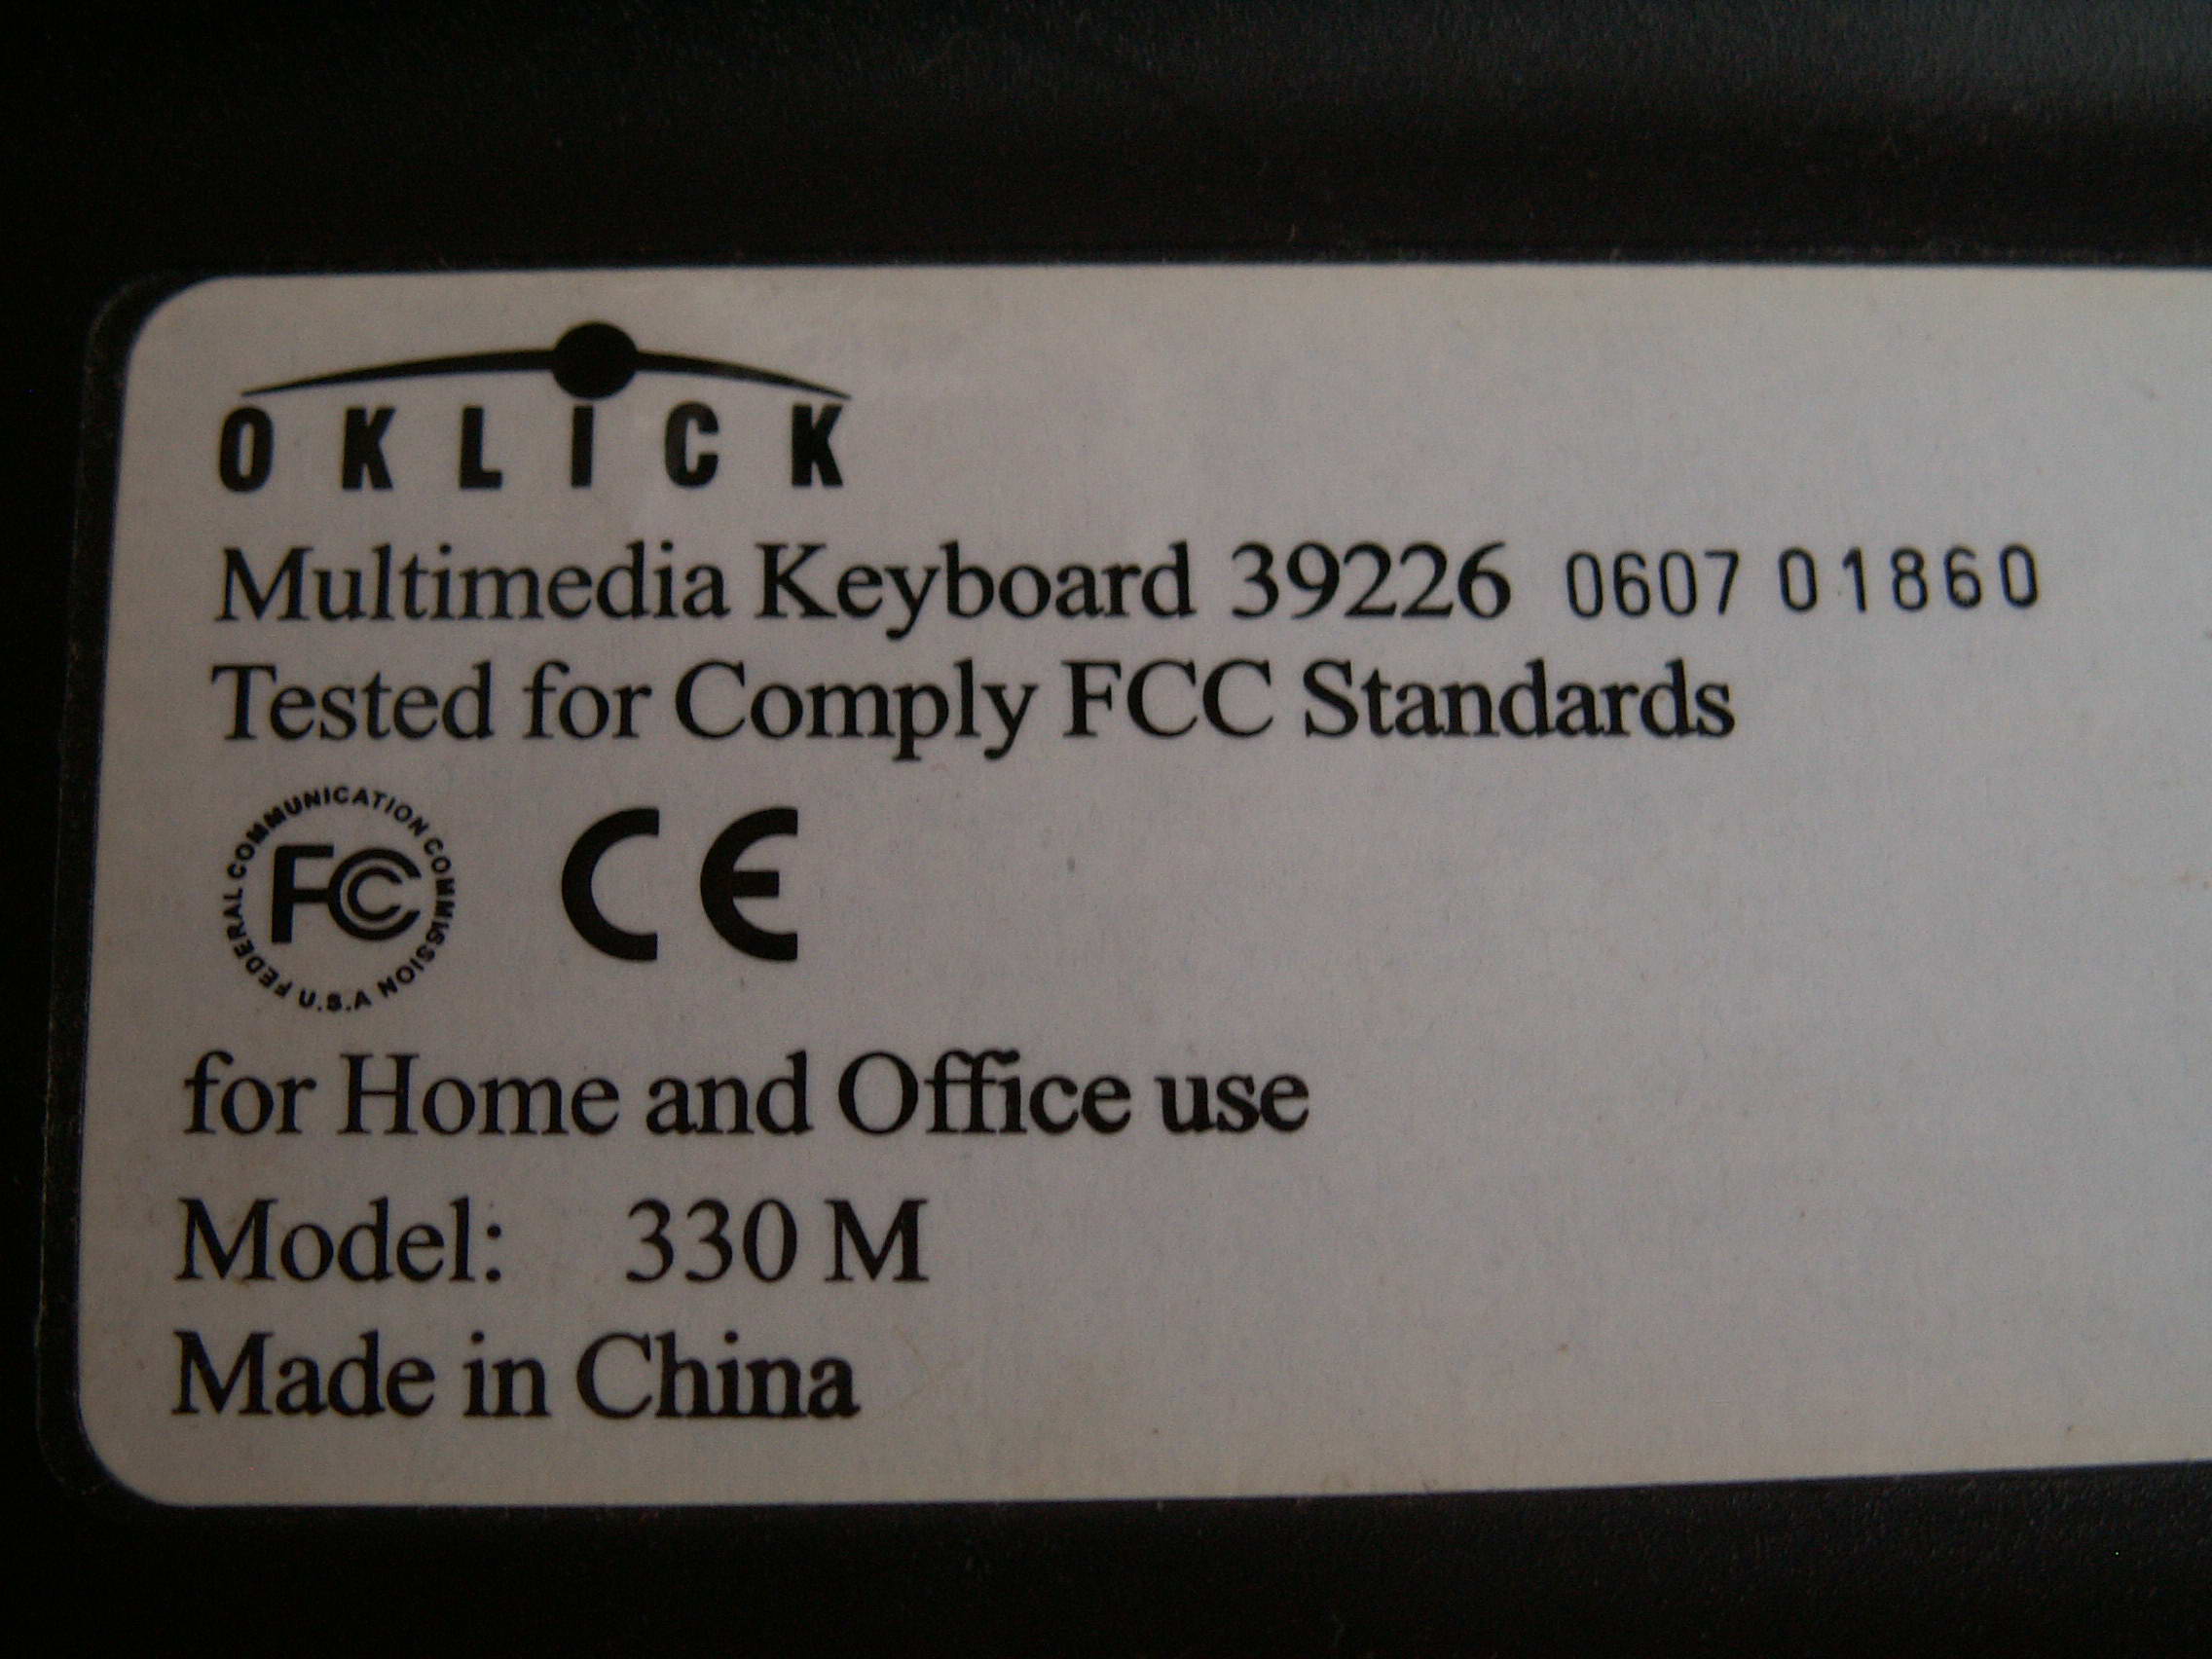 OKLICK
Multimedia Keyboard 39226 0607 01860
Tested for Comply FCC Standards
FEDERAL COMMUNICATION COMMISSION U.S.A
FC CE
for Home and Office use
Model: 330 M
Made in China